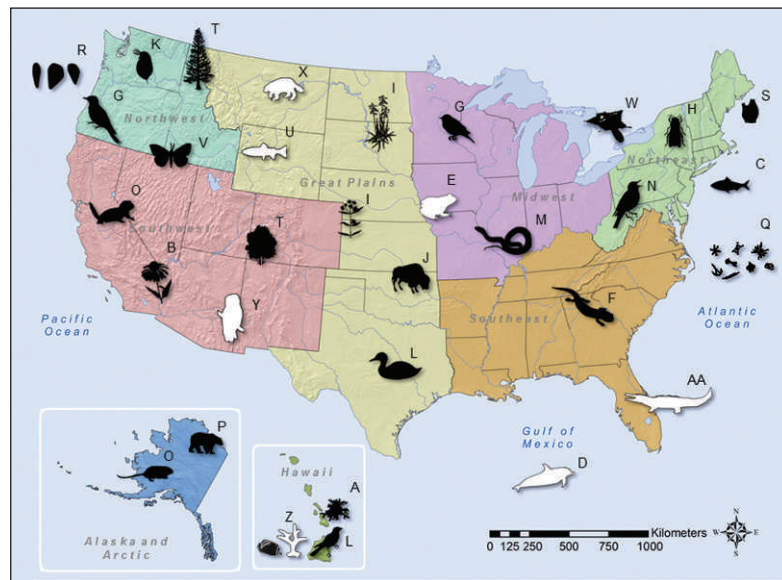 T
K
R
X
I
S
H
W
G
G
Northwest
Northeast
V
U
C
E
Great Plains
Midwest
N
O
I
M
Southwest
T
Q
B
J
F
Y
Southeast
Pacific
Ocean
Atlantic
Ocean
L
AA
Gulf of
Mexico
P
O
D
Hawaii
A
Z
L
Alaska and
Arctic
Kilometers
0 125 250 500 750 1000
N
W E
S